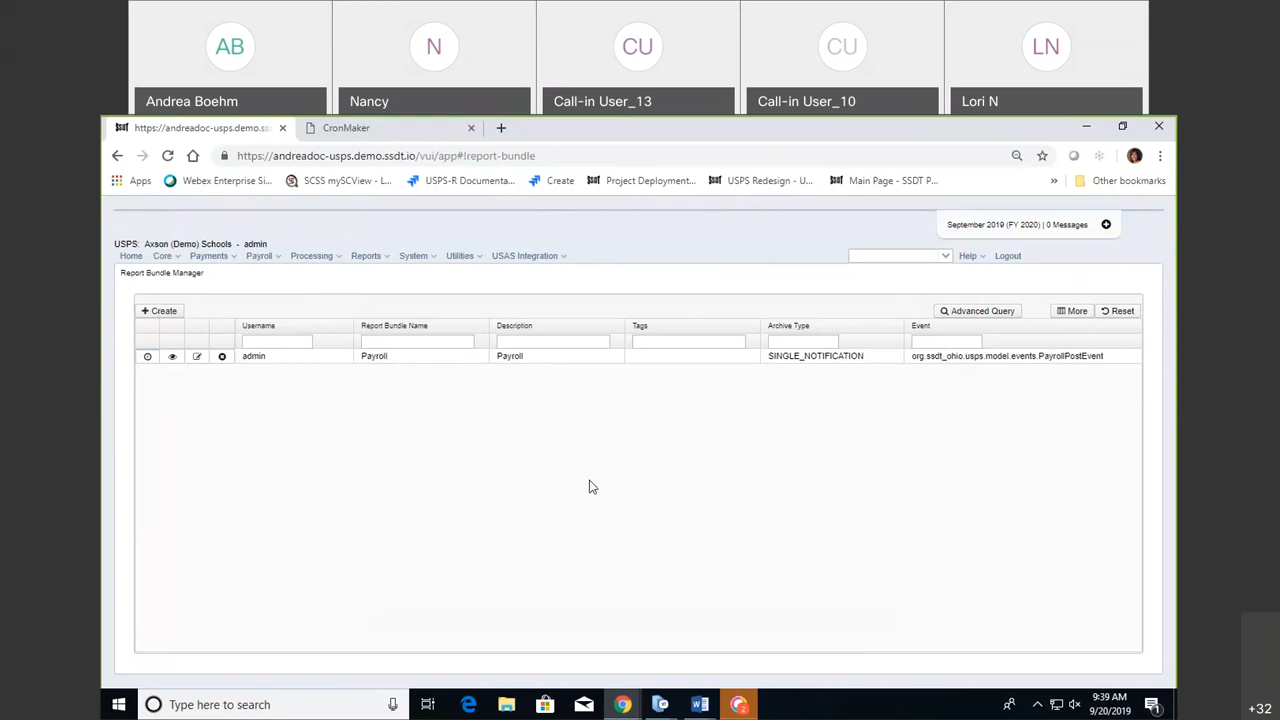 AB
N
CU
CU
LN
Andrea Boehm
Nancy
Call-in User_13
Call-in User_10
Lori N
https://andreadoc-usps.demo.ss
CronMaker
https://andreadoc-usps.demo.ssdt.io/vui/app#!report-bundle
Apps
Webex Enterprise Si...
SCSS mySCView - L...
USPS-R Documenta...
Create
Project Deployment...
USPS Redesign - U...
Main Page - SSDT P...
Other bookmarks
September 2019 (FY 2020) | 0 Messages
USPS: Axson (Demo) Schools - admin
Home Core Payments Payroll Processing Reports System Utilities USAS Integration Help Logout
Report Bundle Manager
Create Advanced Query More Reset
Username Report Bundle Name Description Tags Archive Type Event
admin Payroll Payroll SINGLE_NOTIFICATION org.ssdt_ohio.usps.model.events.PayrollPostEvent
Type here to search
9:39 AM
9/20/2019
+32